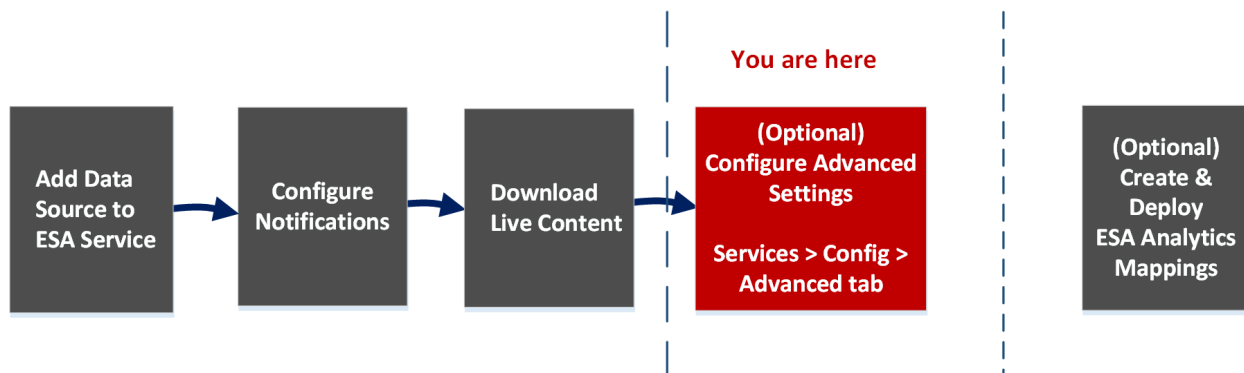 You are here
Add Data
Source to
ESA Service
Configure
Notifications
Download
Live Content
(Optional)
Configure Advanced
Settings
Services > Config >
Advanced tab
(Optional)
Create &
Deploy
ESA Analytics
Mappings